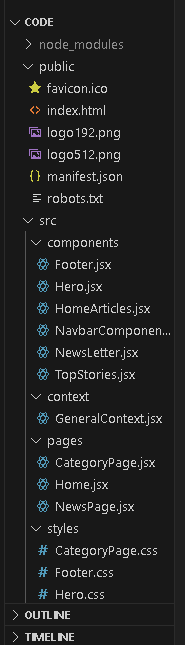 CODE
node_modules
public
favicon.ico
index.html
logo192.png
logo512.png
manifest.json
robots.txt
src
components
Footer.jsx
Hero.jsx
HomeArticles.jsx
NavbarComponen...
NewsLetter.jsx
TopStories.jsx
context
GeneralContext.jsx
pages
CategoryPage.jsx
Home.jsx
NewsPage.jsx
styles
CategoryPage.css
Footer.css
Hero.css
OUTLINE
TIMELINE